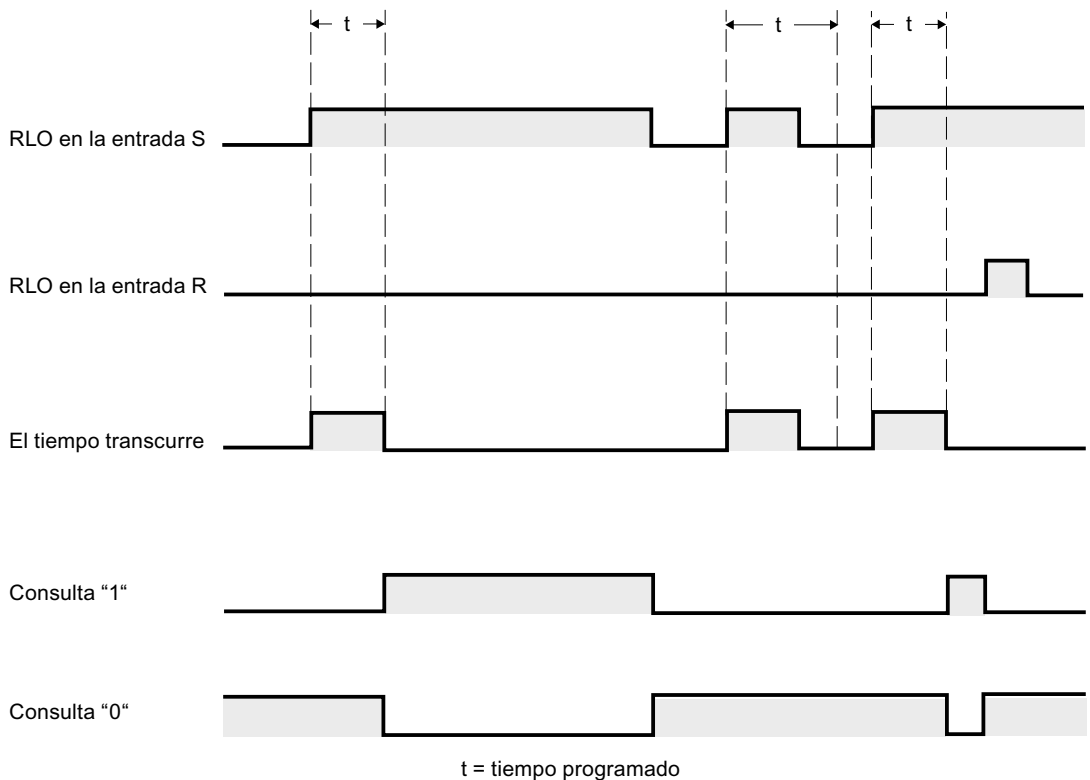 t
t
t
RLO en la entrada S
RLO en la entrada R
El tiempo transcurre
Consulta “1“
Consulta “0“
t = tiempo programado